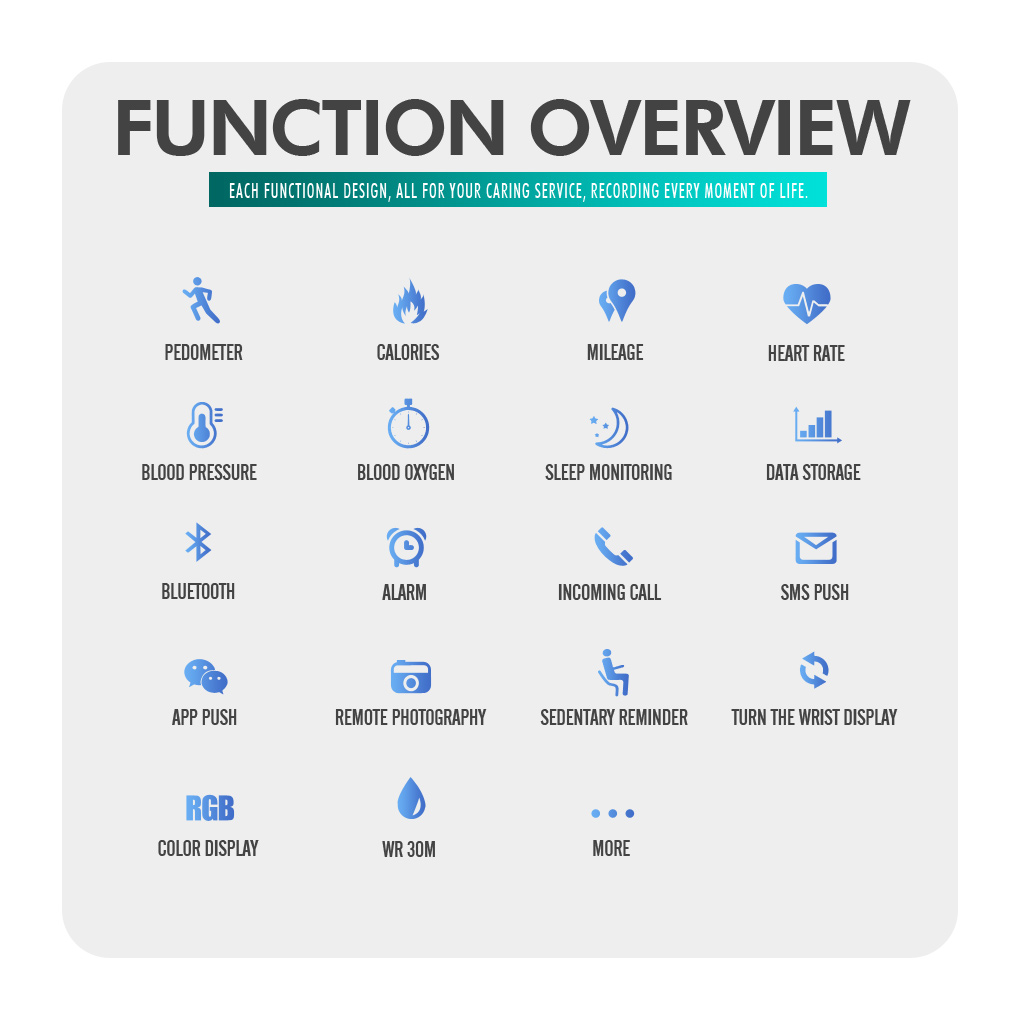 FUNCTION OVERVIEW
EACH FUNCTIONAL DESIGN, ALL FOR YOUR CARING SERVICE, RECORDING EVERY MOMENT OF LIFE.
PEDOMETER
CALORIES
MILEAGE
HEART RATE
BLOOD PRESSURE
BLOOD OXYGEN
SLEEP MONITORING
DATA STORAGE
BLUETOOTH
ALARM
INCOMING CALL
SMS PUSH
APP PUSH
REMOTE PHOTOGRAPHY
SEDENTARY REMINDER
TURN THE WRIST DISPLAY
RGB
COLOR DISPLAY
WR 30M
MORE